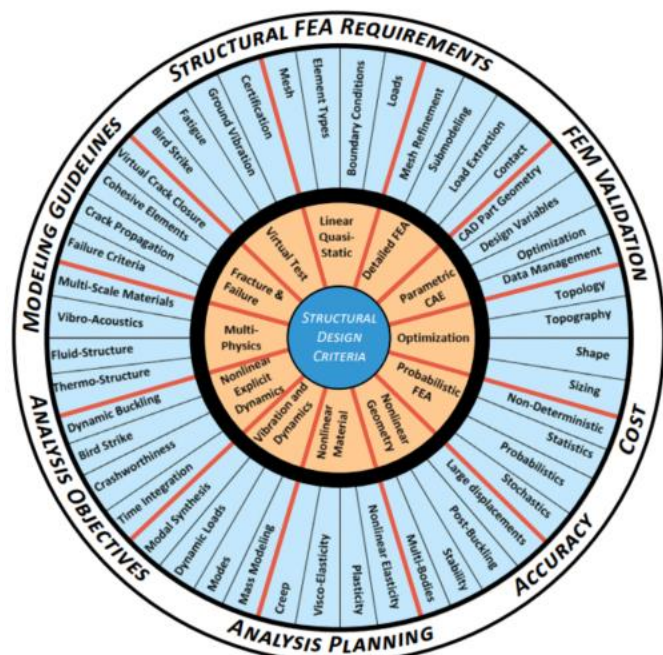 STRUCTURAL FEA REQUIREMENTS
FEM VALIDATION
COST
ACCURACY
ANALYSIS PLANNING
ANALYSIS OBJECTIVES
MODELING GUIDELINES
Mesh
Element Types
Boundary Conditions
Loads
Mesh Refinement
Submodeling
Load Extraction
Contact
CAD Part Geometry
Design Variables
Optimization
Data Management
Topology
Topography
Shape
Sizing
Non-Deterministic
Statistics
Probabilistics
Stochastics
Large displacements
Post-Buckling
Stability
Multi-Bodies
Nonlinear Elasticity
Plasticity
Visco-Elasticity
Creep
Mass Modeling
Modes
Dynamic Loads
Modal Synthesis
Time Integration
Crashworthiness
Bird Strike
Dynamic Buckling
Thermo-Structure
Fluid-Structure
Vibro-Acoustics
Multi-Scale Materials
Failure Criteria
Crack Propagation
Cohesive Elements
Virtual Crack Closure
Bird Strike
Fatigue
Ground Vibration
Certification
Linear
Quasi-
Static
Detailed FEA
Parametric
CAE
Optimization
Probabilistic
FEA
Nonlinear
Geometry
Nonlinear
Material
Vibration and
Dynamics
Nonlinear
Explicit
Dynamics
Multi-
Physics
Fracture &
Failure
Virtual Test
STRUCTURAL
DESIGN
CRITERIA